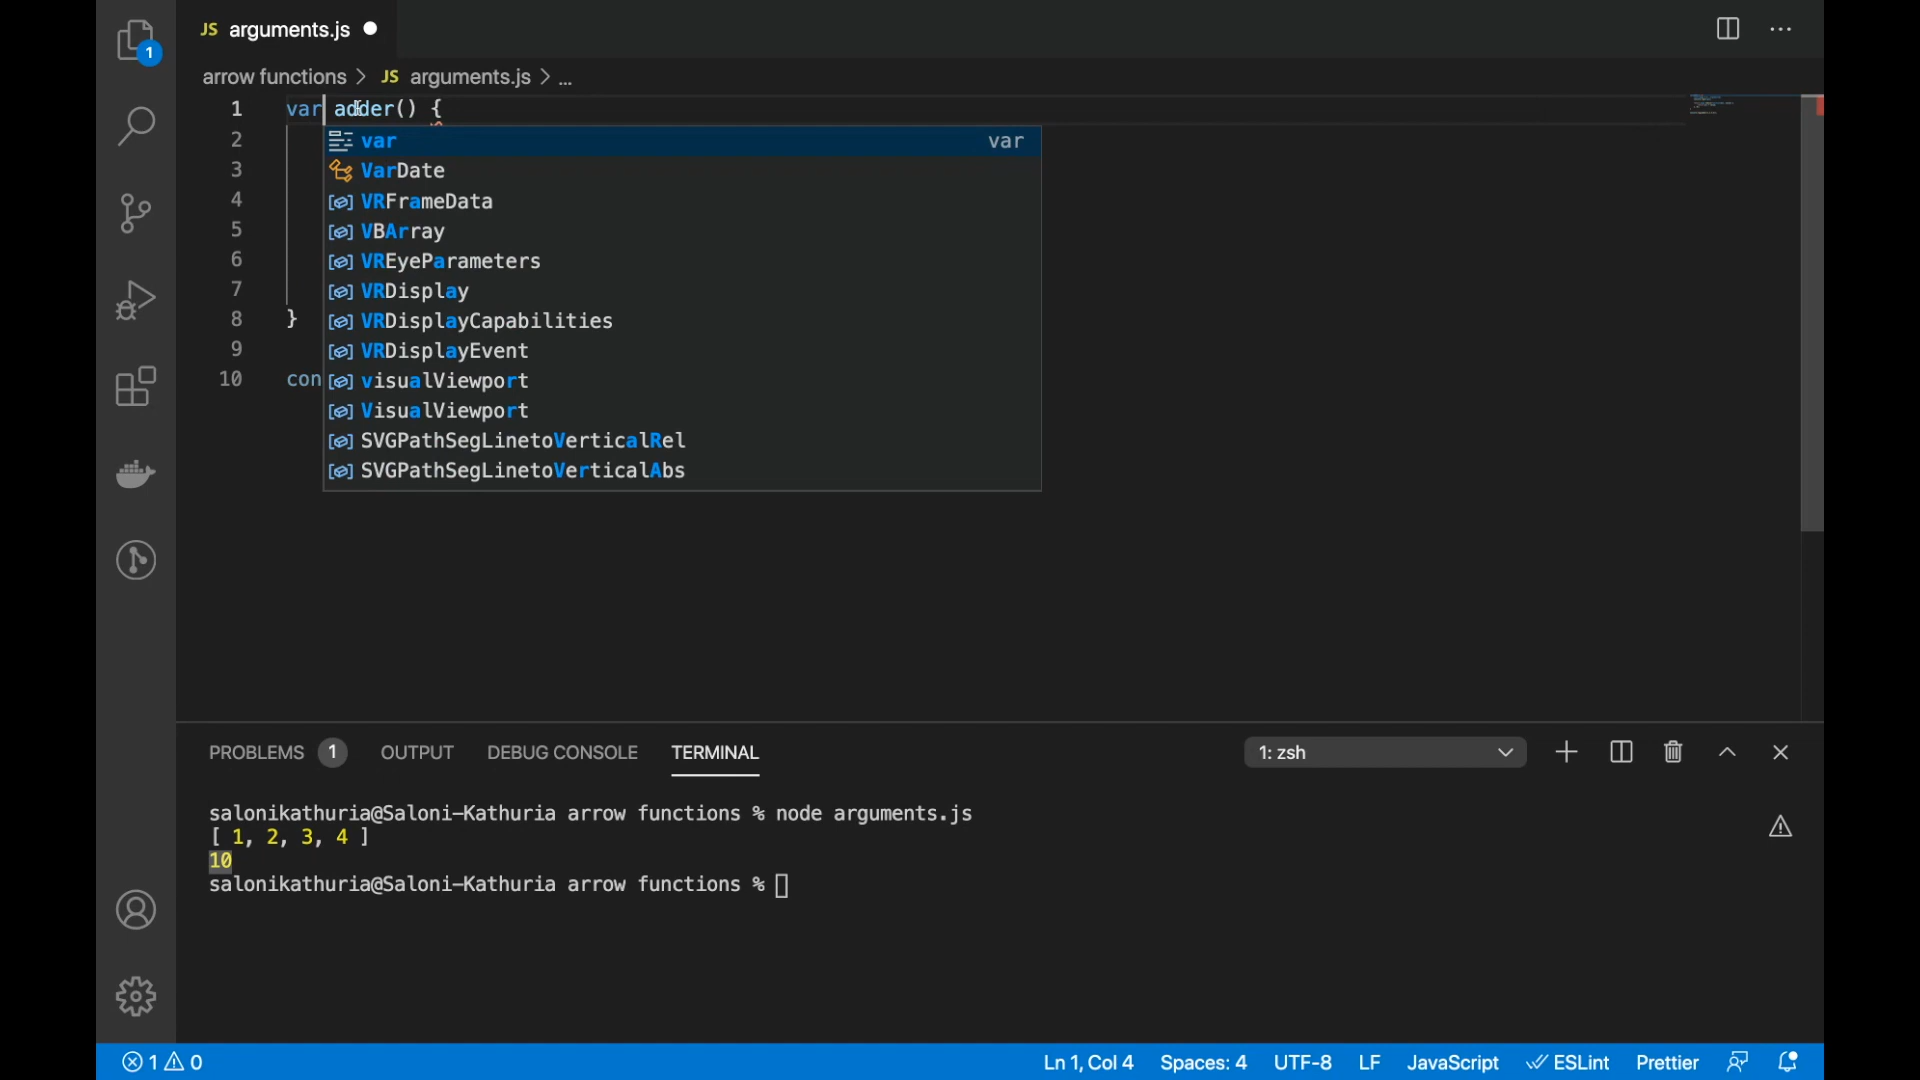 JS arguments.js
1
arrow functions > JS arguments.js > ...
1 var adder() {
2 var var
3 VarDate
4 VRFrameData
5 VBArray
6 VREyeParameters
7 VRDisplay
8 } VRDisplayCapabilities
9 VRDisplayEvent
10 con visualViewport
VisualViewport
SVGPathSegLinetoVerticalRel
SVGPathSegLinetoVerticalAbs
PROBLEMS 1 OUTPUT DEBUG CONSOLE TERMINAL 1: zsh
salonikathuria@Saloni-Kathuria arrow functions % node arguments.js
[ 1, 2, 3, 4 ]
10
salonikathuria@Saloni-Kathuria arrow functions %
1 0 Ln 1, Col 4 Spaces: 4 UTF-8 LF JavaScript ESLint Prettier